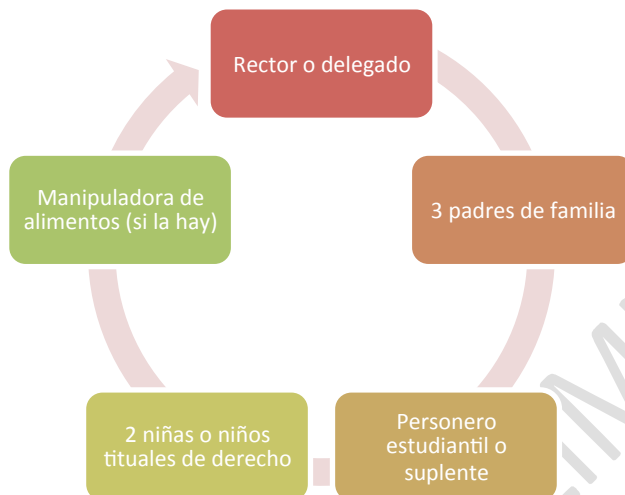 Rector o delegado
3 padres de familia
Personero
estudiantil o
suplente
2 niñas o niños
tituales de derecho
Manipuladora de
alimentos (si la hay)